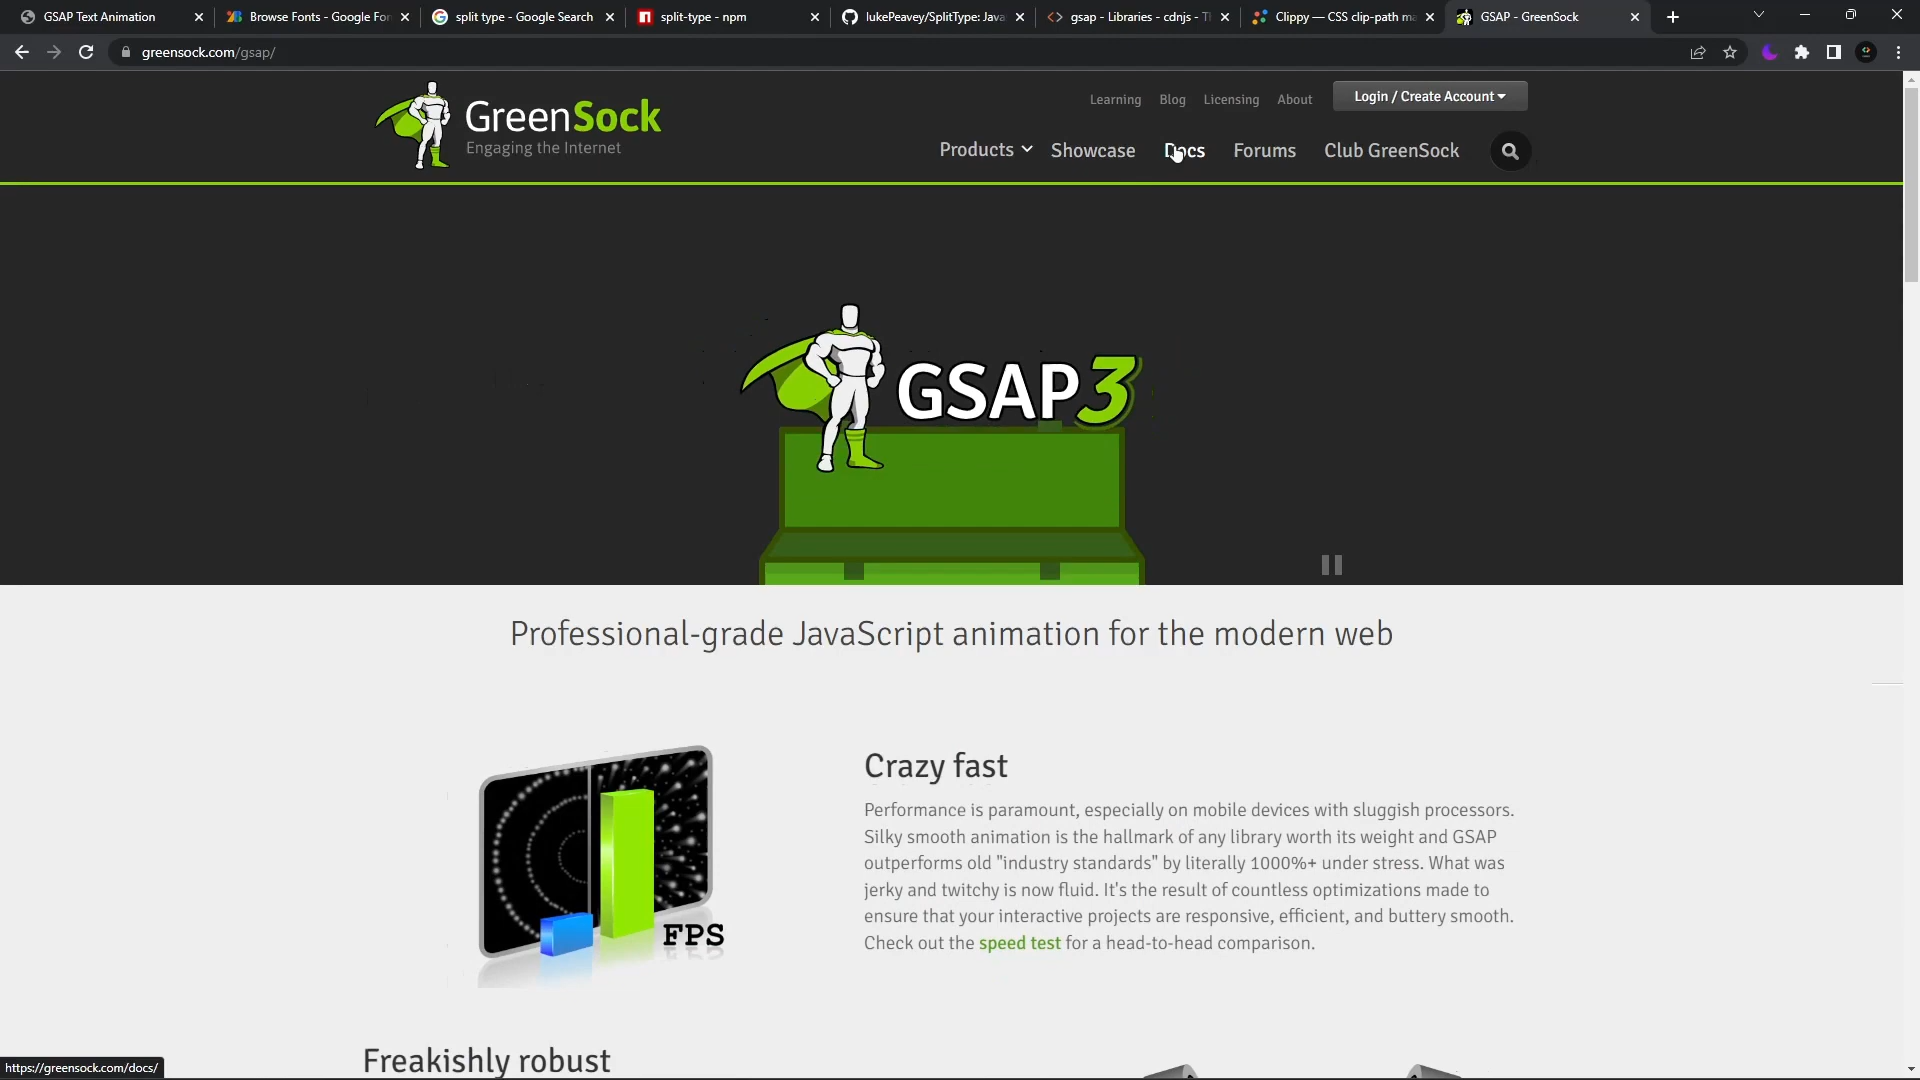 GSAP Text Animation
Browse Fonts - Google Fon
split type - Google Search
split-type - npm
lukePeavey/SplitType: Java
gsap - Libraries - cdnjs - Th
Clippy — CSS clip-path ma
GSAP - GreenSock
greensock.com/gsap/
GreenSock
Engaging the Internet
Learning
Blog
Licensing
About
Login / Create Account
Products
Showcase
Docs
Forums
Club GreenSock
GSAP3
Professional-grade JavaScript animation for the modern web
FPS
Crazy fast
Performance is paramount, especially on mobile devices with sluggish processors.
Silky smooth animation is the hallmark of any library worth its weight and GSAP
outperforms old "industry standards" by literally 1000%+ under stress. What was
jerky and twitchy is now fluid. It's the result of countless optimizations made to
ensure that your interactive projects are responsive, efficient, and buttery smooth.
Check out the speed test for a head-to-head comparison.
Freakishly robust
https://greensock.com/docs/